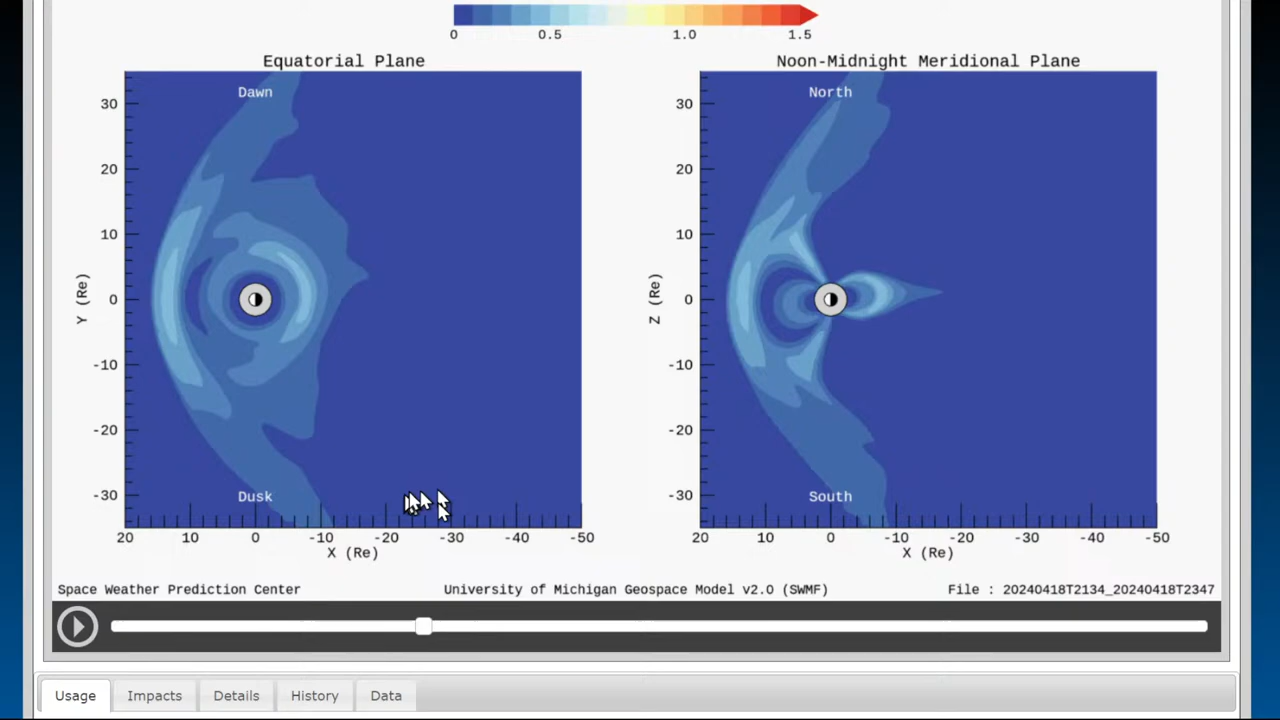 0 0.5 1.0 1.5
Equatorial Plane
Dawn
30
20
10
0
-10
-20
-30
Y (Re)
Dusk
20 10 0 -10 -20 -30 -40 -50
X (Re)
Noon-Midnight Meridional Plane
North
30
20
10
0
-10
-20
-30
Z (Re)
South
20 10 0 -10 -20 -30 -40 -50
X (Re)
Space Weather Prediction Center University of Michigan Geospace Model v2.0 (SWMF) File : 20240418T2134_20240418T2347
Usage Impacts Details History Data